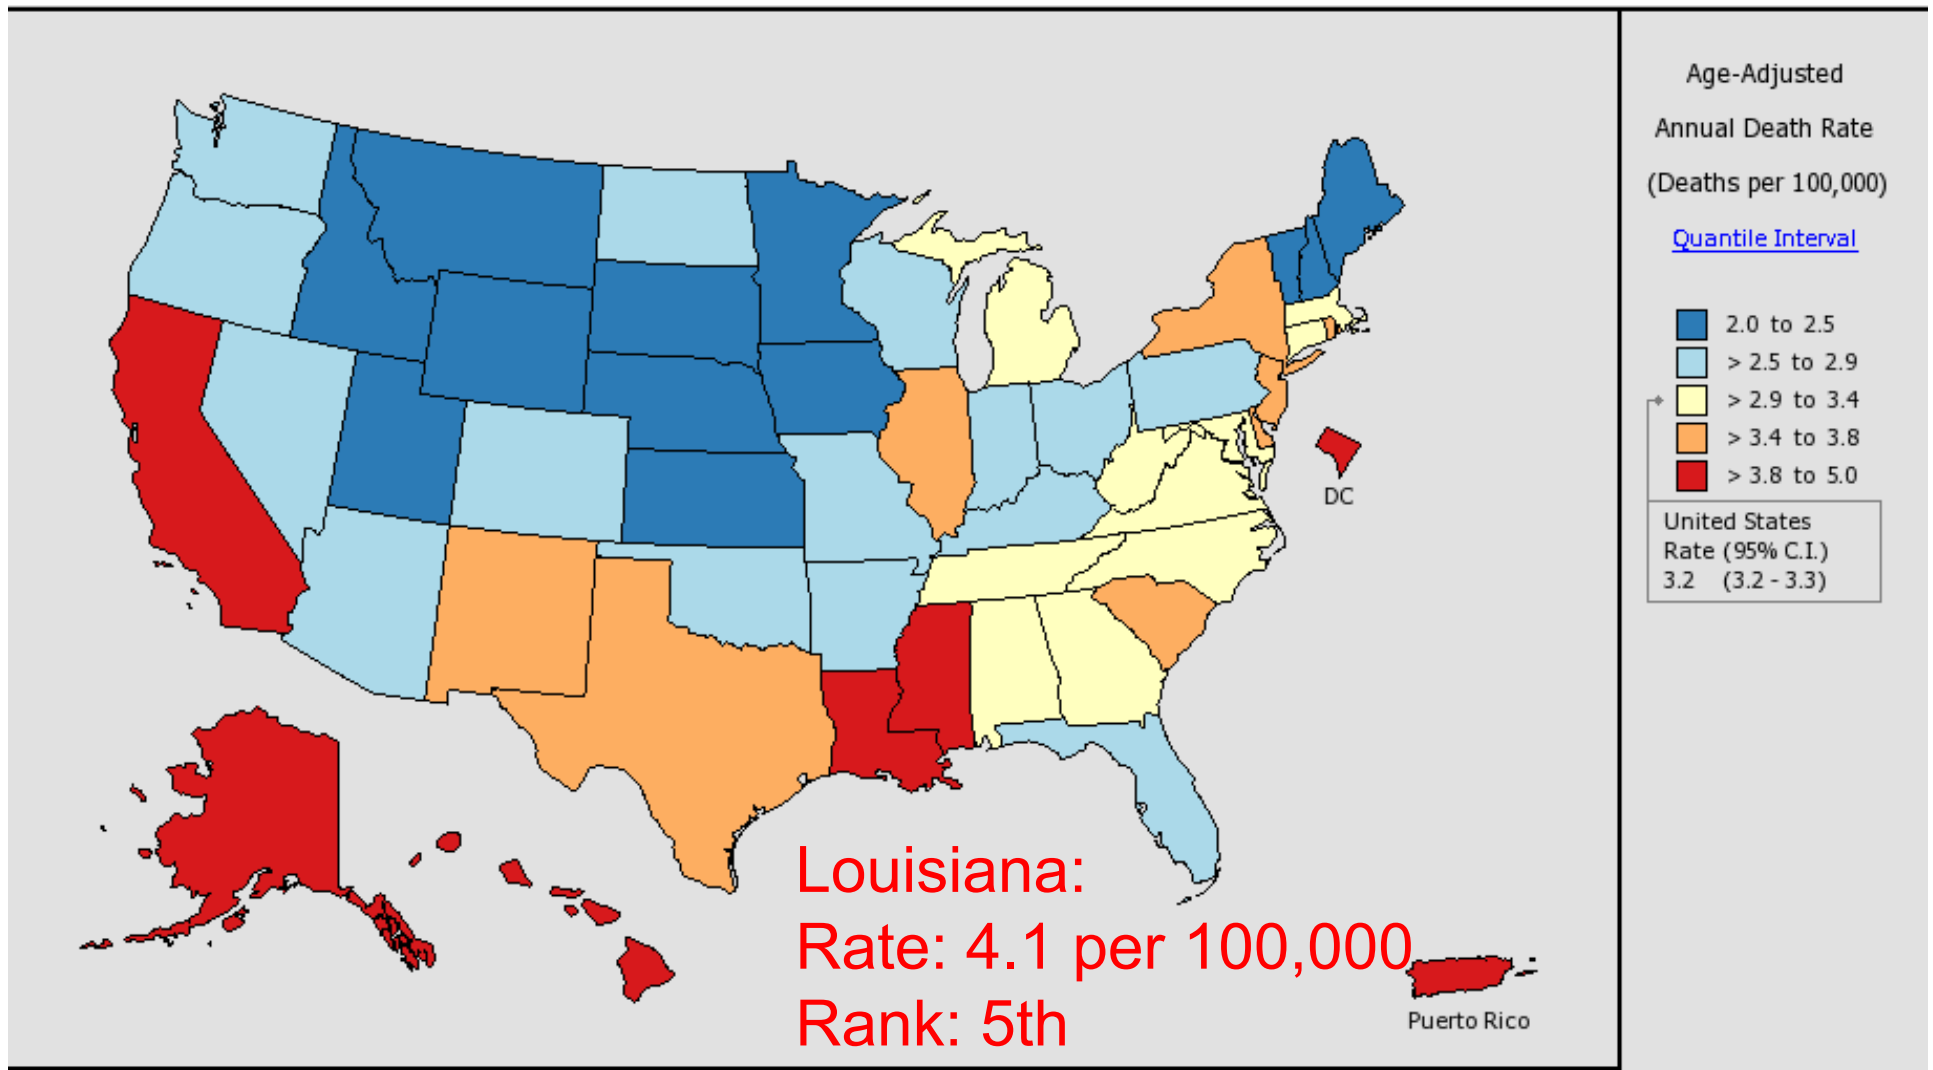 Age-Adjusted
Annual Death Rate
(Deaths per 100,000)
Quantile Interval
2.0 to 2.5
> 2.5 to 2.9
> 2.9 to 3.4
> 3.4 to 3.8
> 3.8 to 5.0
United States
Rate (95% C.I.)
3.2 (3.2 - 3.3)
DC
Louisiana:
Rate: 4.1 per 100,000
Rank: 5th
Puerto Rico